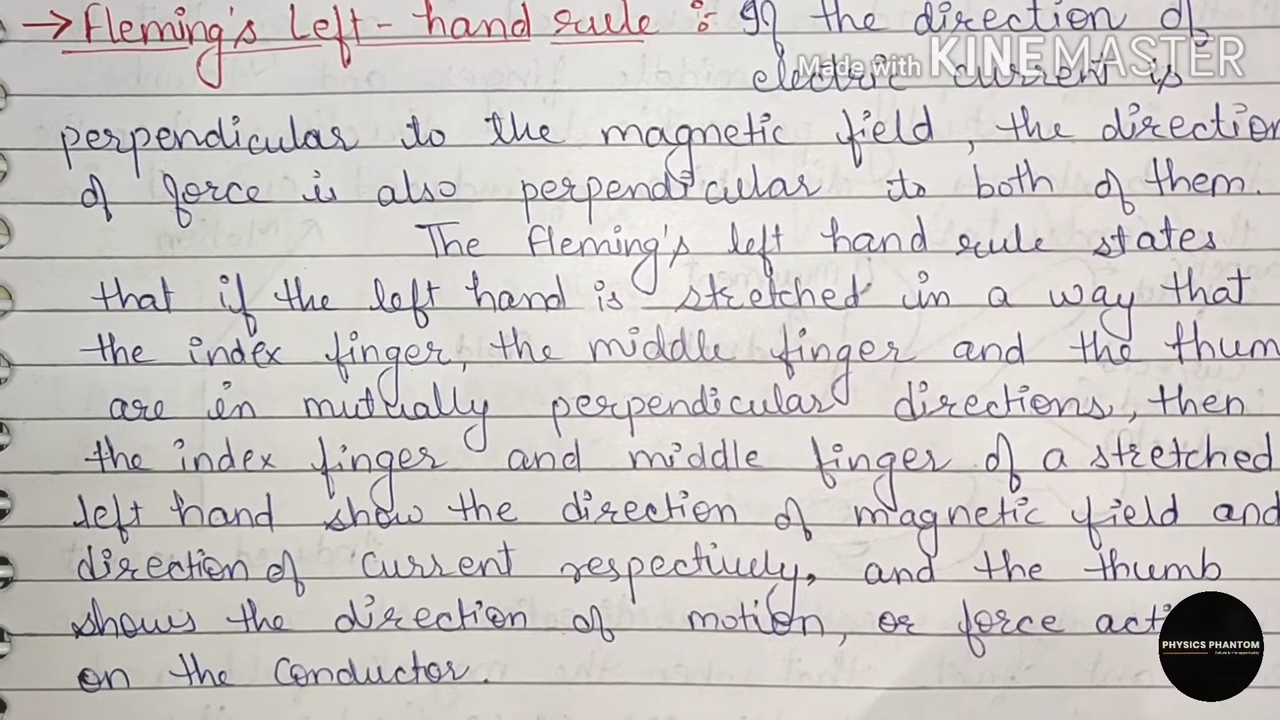 → Fleming's Left-hand rule : If the direction of
Made with KINEMASTER
electric current is
perpendicular to the magnetic field, the direction
of force is also perpendicular to both of them.
The Fleming's left hand rule states
that if the left hand is stretched in a way that
the index finger, the middle finger and the thum
are in mutually perpendicular directions, then
the index finger and middle finger of a stretched
left hand show the direction of magnetic field and
direction of current respectively, and the thumb
shows the direction of motion, or force act
PHYSICS PHANTOM
on the conductor.